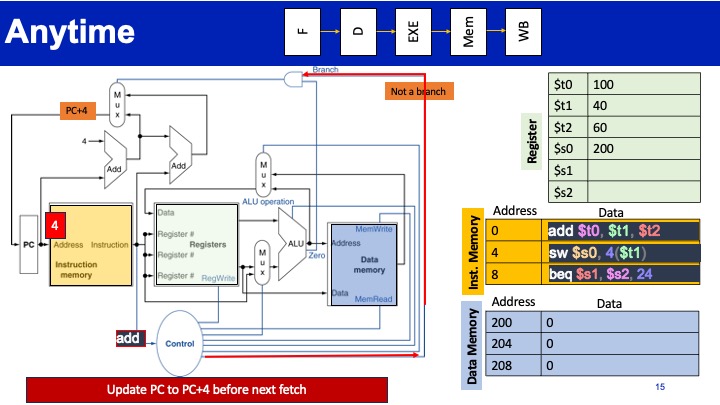 Anytime
F
D
EXE
Mem
WB
Branch
Not a branch
Mux
PC+4
4
Add
Add
Mux
ALU operation
Data
Register #
Register #
Registers
Register #
RegWrite
4
PC
Address Instruction
Instruction
memory
Mux
ALU
Zero
MemWrite
Address
Data
memory
Data
MemRead
add
Control
Update PC to PC+4 before next fetch
Register
$t0 100
$t1 40
$t2 60
$s0 200
$s1
$s2
Inst. Memory
Address Data
0 add $t0, $t1, $t2
4 sw $s0, 4($t1)
8 beq $s1, $s2, 24
Data Memory
Address Data
200 0
204 0
208 0
15